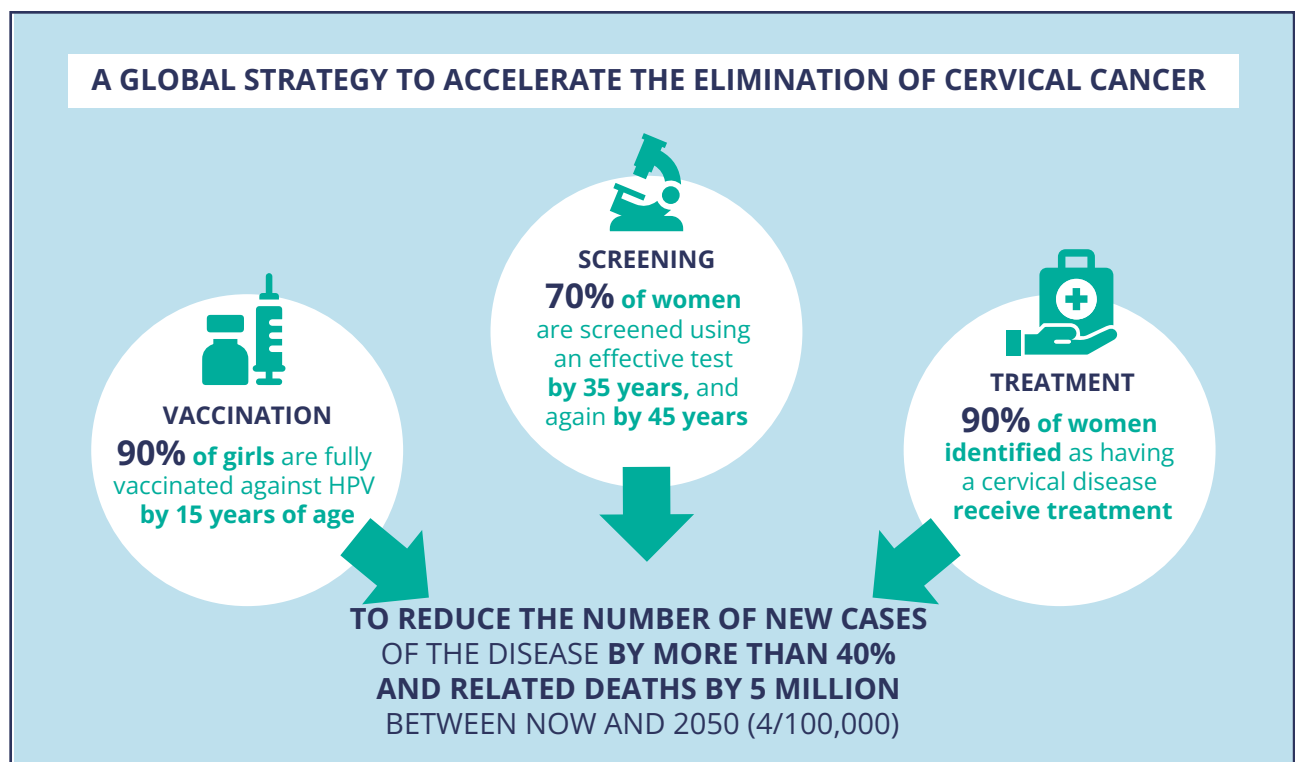 A GLOBAL STRATEGY TO ACCELERATE THE ELIMINATION OF CERVICAL CANCER
VACCINATION
90% of girls are fully
vaccinated against HPV
by 15 years of age
SCREENING
70% of women
are screened using
an effective test
by 35 years, and
again by 45 years
TREATMENT
90% of women
identified as having
a cervical disease
receive treatment
TO REDUCE THE NUMBER OF NEW CASES
OF THE DISEASE BY MORE THAN 40%
AND RELATED DEATHS BY 5 MILLION
BETWEEN NOW AND 2050 (4/100,000)